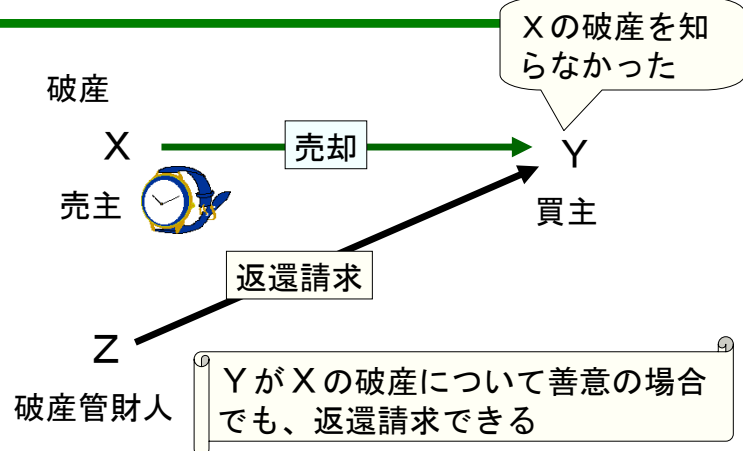 Ｘの破産を知
らなかった
破産
Ｘ
売却
Ｙ
売主
買主
返還請求
Ｚ
破産管財人
ＹがＸの破産について善意の場合
でも、返還請求できる